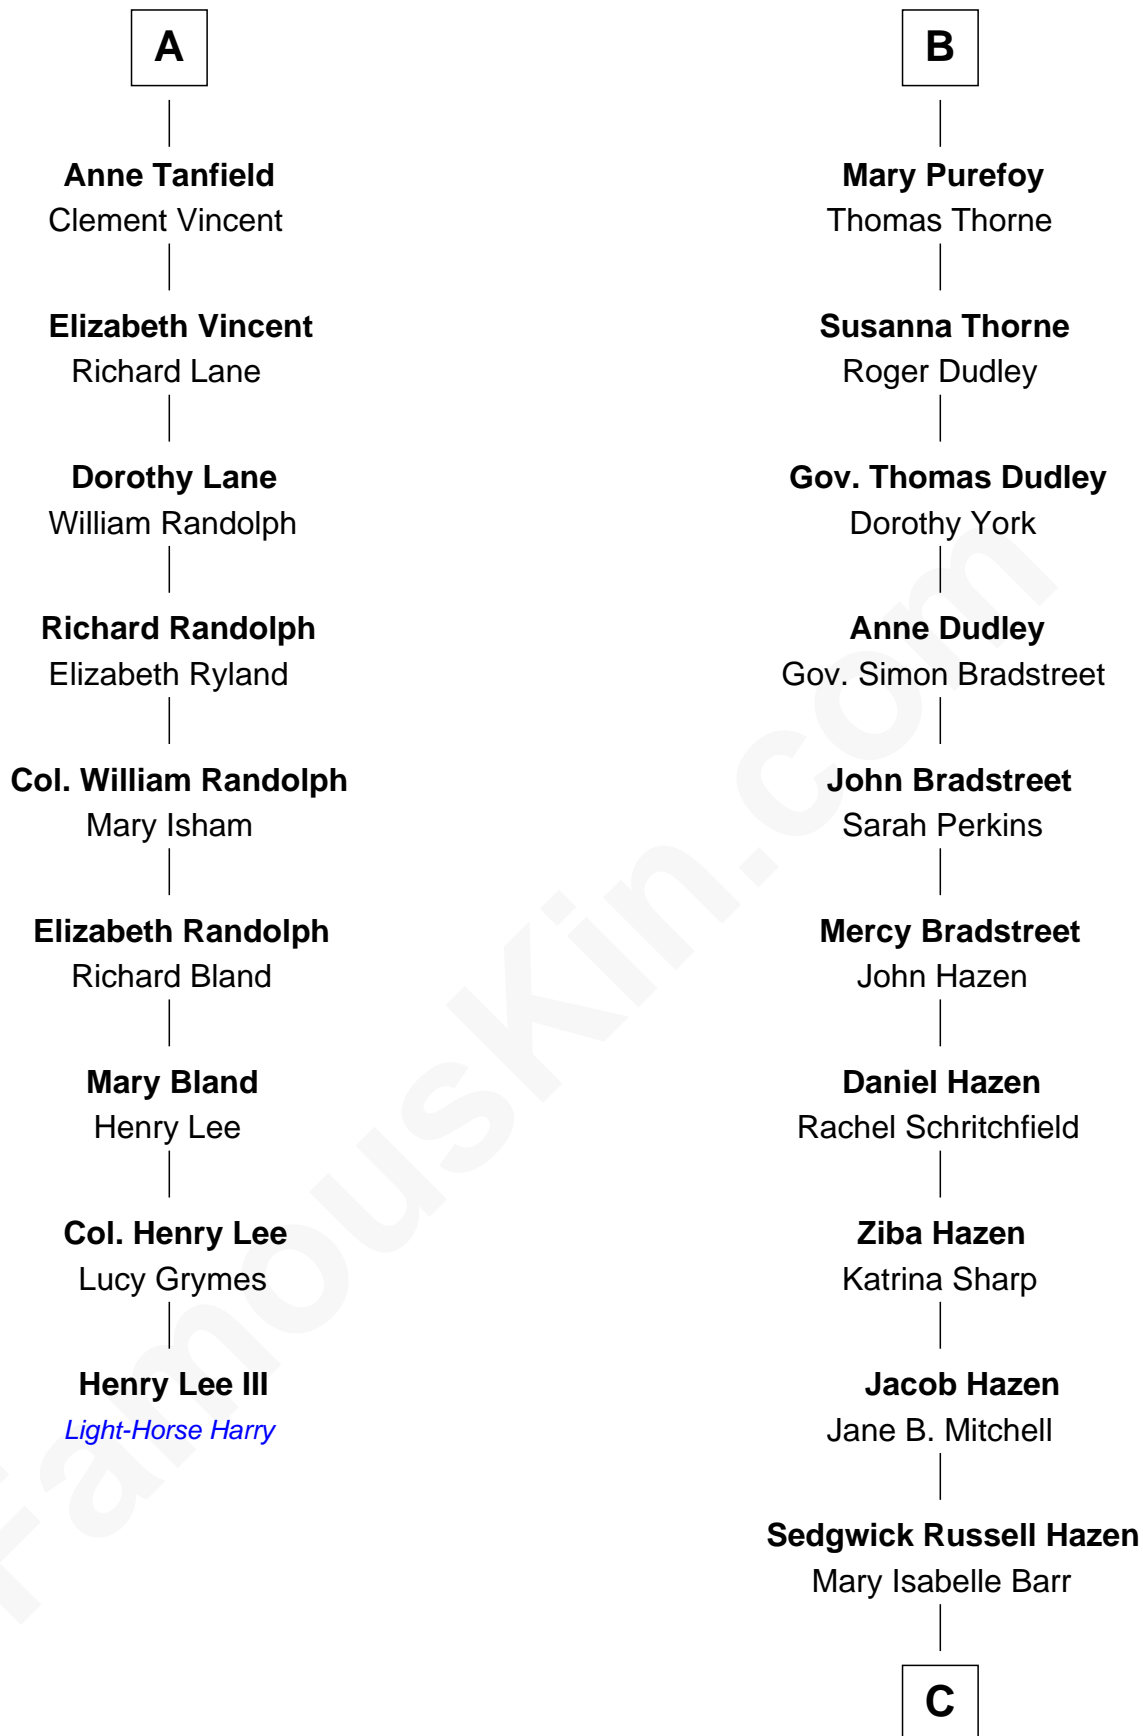 A
Anne Tanfield
Clement Vincent
Elizabeth Vincent
Richard Lane
Dorothy Lane
William Randolph
Richard Randolph
Elizabeth Ryland
Col. William Randolph
Mary Isham
Elizabeth Randolph
Richard Bland
Mary Bland
Henry Lee
Col. Henry Lee
Lucy Grymes
Henry Lee III
Light-Horse Harry
B
Mary Purefoy
Thomas Thorne
Susanna Thorne
Roger Dudley
Gov. Thomas Dudley
Dorothy York
Anne Dudley
Gov. Simon Bradstreet
John Bradstreet
Sarah Perkins
Mercy Bradstreet
John Hazen
Daniel Hazen
Rachel Schritchfield
Ziba Hazen
Katrina Sharp
Jacob Hazen
Jane B. Mitchell
Sedgwick Russell Hazen
Mary Isabelle Barr
C
FamousKin.com